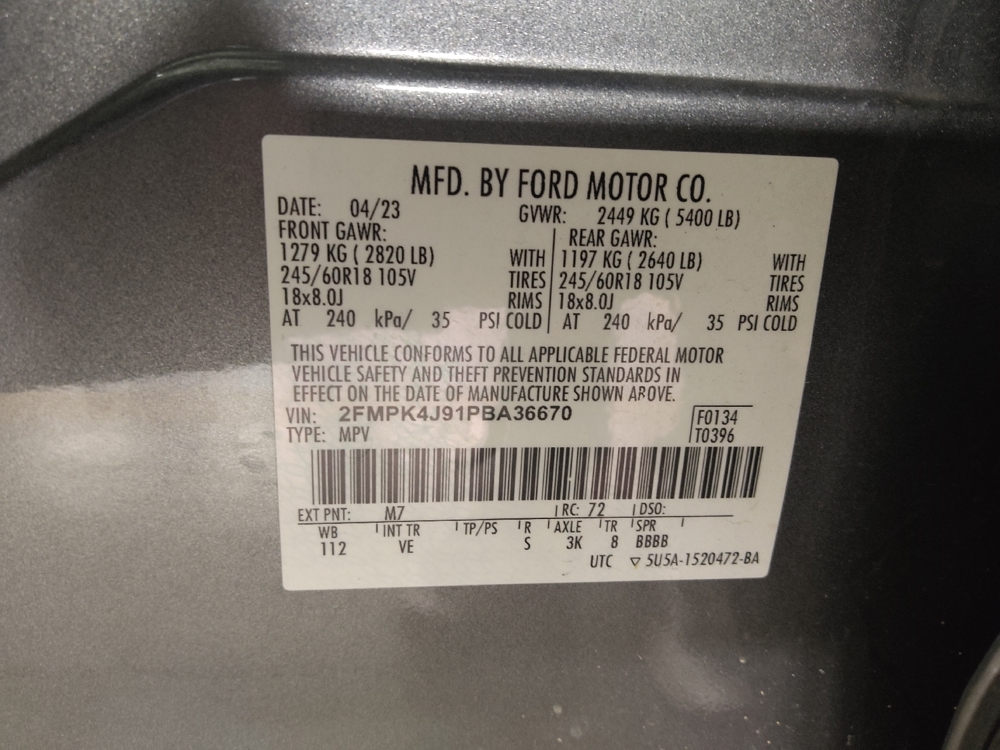 MFD. BY FORD MOTOR CO.
DATE: 04/23 GVWR: 2449 KG ( 5400 LB)
FRONT GAWR: REAR GAWR:
1279 KG ( 2820 LB) WITH 1197 KG ( 2640 LB) WITH
245/60R18 105V TIRES 245/60R18 105V TIRES
18x8.0J RIMS 18x8.0J RIMS
AT 240 kPa/ 35 PSI COLD AT 240 kPa/ 35 PSI COLD
THIS VEHICLE CONFORMS TO ALL APPLICABLE FEDERAL MOTOR
VEHICLE SAFETY AND THEFT PREVENTION STANDARDS IN
EFFECT ON THE DATE OF MANUFACTURE SHOWN ABOVE.
VIN: 2FMPK4J91PBA36670 F0134
TYPE: MPV T0396
EXT PNT: M7 RC: 72 DSO:
WB INT TR TP/PS R AXLE TR SPR
112 VE S 3K 8 BBBB
UTC ▽ 5U5A-1520472-BA